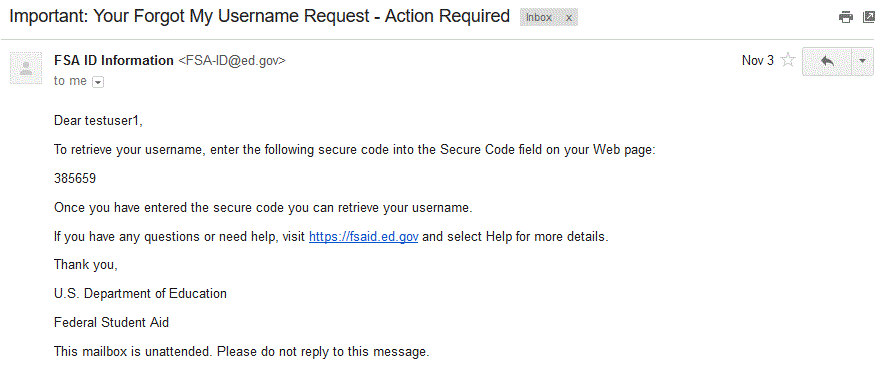 Important: Your Forgot My Username Request - Action Required Inbox x
FSA ID Information <FSA-ID@ed.gov> Nov 3
to me
Dear testuser1,
To retrieve your username, enter the following secure code into the Secure Code field on your Web page:
385659
Once you have entered the secure code you can retrieve your username.
If you have any questions or need help, visit https://fsaid.ed.gov and select Help for more details.
Thank you,
U.S. Department of Education
Federal Student Aid
This mailbox is unattended. Please do not reply to this message.